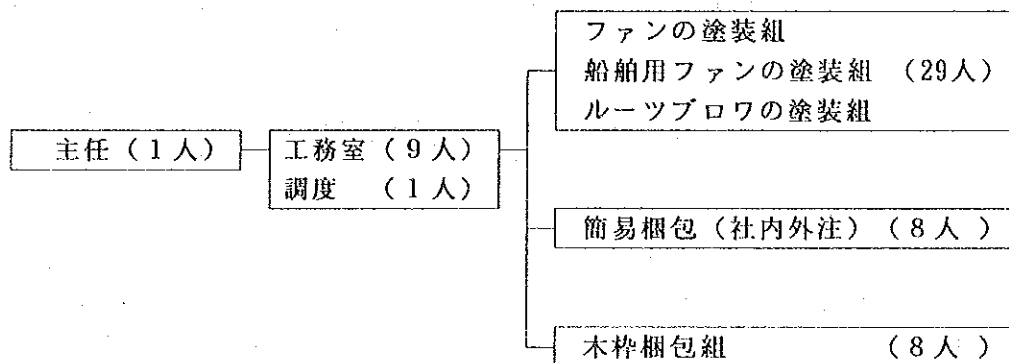 主任（1人）
工務室（9人）
調度　（1人）
ファンの塗装組
船舶用ファンの塗装組　（29人）
ルーツブロワの塗装組
簡易梱包（社内外注）（8人）
木枠梱包組　（8人）